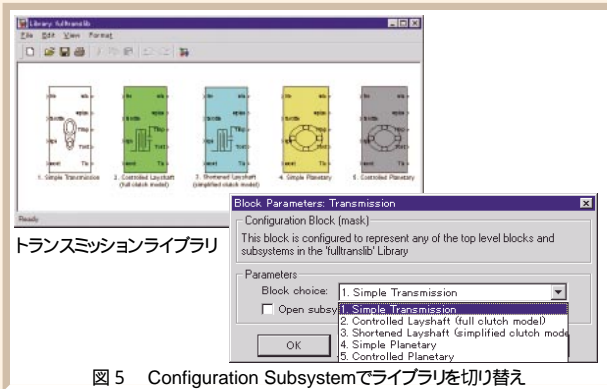 Library: fulltranslib
File Edit View Format
1. Simple Transmission
2. Controlled Layshaft
(full clutch model)
3. Shortened Layshaft
(simplified clutch model)
4. Simple Planetary
5. Controlled Planetary
Ready
トランスミッションライブラリ
Block Parameters: Transmission
Configuration Block (mask)
This block is configured to represent any of the top level blocks and
subsystems in the 'fulltranslib' Library
Parameters
Block choice:
1. Simple Transmission
Open subsy
1. Simple Transmission
2. Controlled Layshaft (full clutch model)
3. Shortened Layshaft (simplified clutch mode
4. Simple Planetary
5. Controlled Planetary
OK
図 5 Configuration Subsystemでライブラリを切り替え